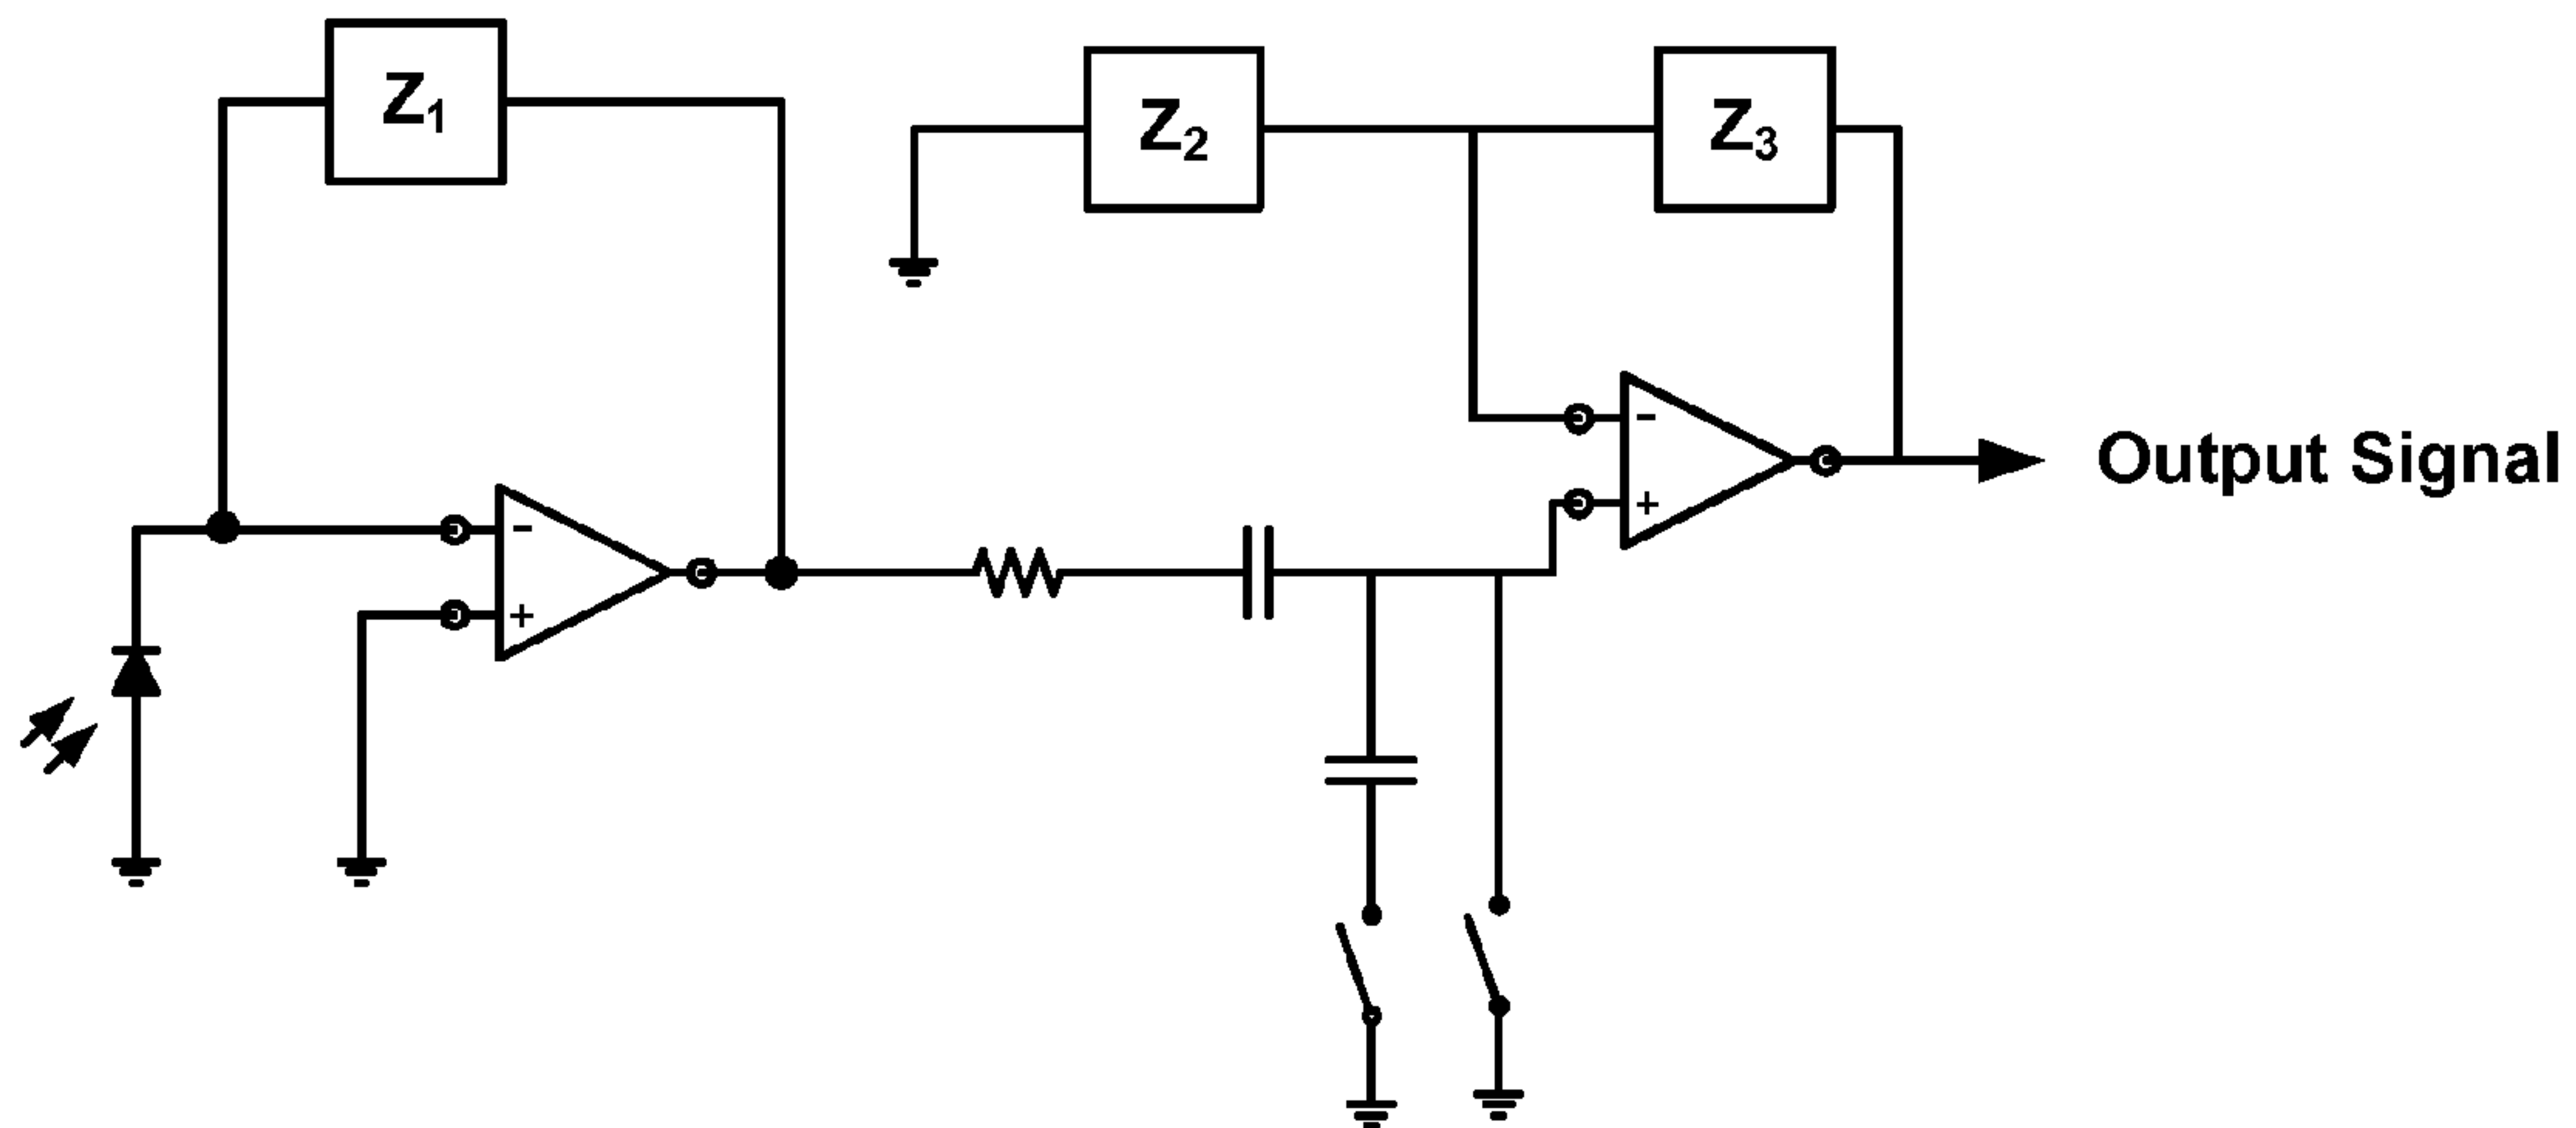 Z₁
Z₂
Z₃
-
+
-
+
Output Signal